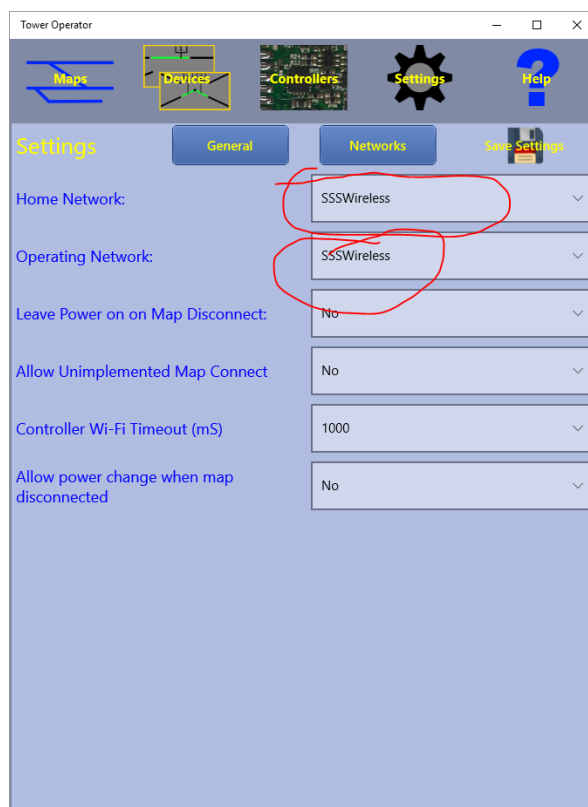 Tower Operator
Maps Devices Controllers Settings Help
Settings General Networks Save Settings
Home Network: SSSWireless
Operating Network: SSSWireless
Leave Power on on Map Disconnect: No
Allow Unimplemented Map Connect No
Controller Wi-Fi Timeout (mS) 1000
Allow power change when map
disconnected No